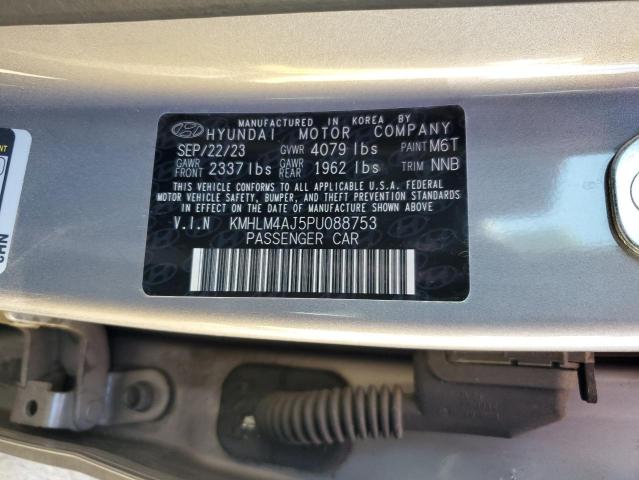 MANUFACTURED IN KOREA BY
HYUNDAI MOTOR COMPANY
SEP/22/23 GVWR 4079 lbs PAINT M6T
GAWR FRONT 2337 lbs GAWR REAR 1962 lbs TRIM NNB
THIS VEHICLE CONFORMS TO ALL APPLICABLE U.S.A. FEDERAL
MOTOR VEHICLE SAFETY, BUMPER, AND THEFT PREVENTION STANDARDS
IN EFFECT ON THE DATE OF MANUFACTURE SHOWN ABOVE.
V.I.N KMHLM4AJ5PU088753
PASSENGER CAR